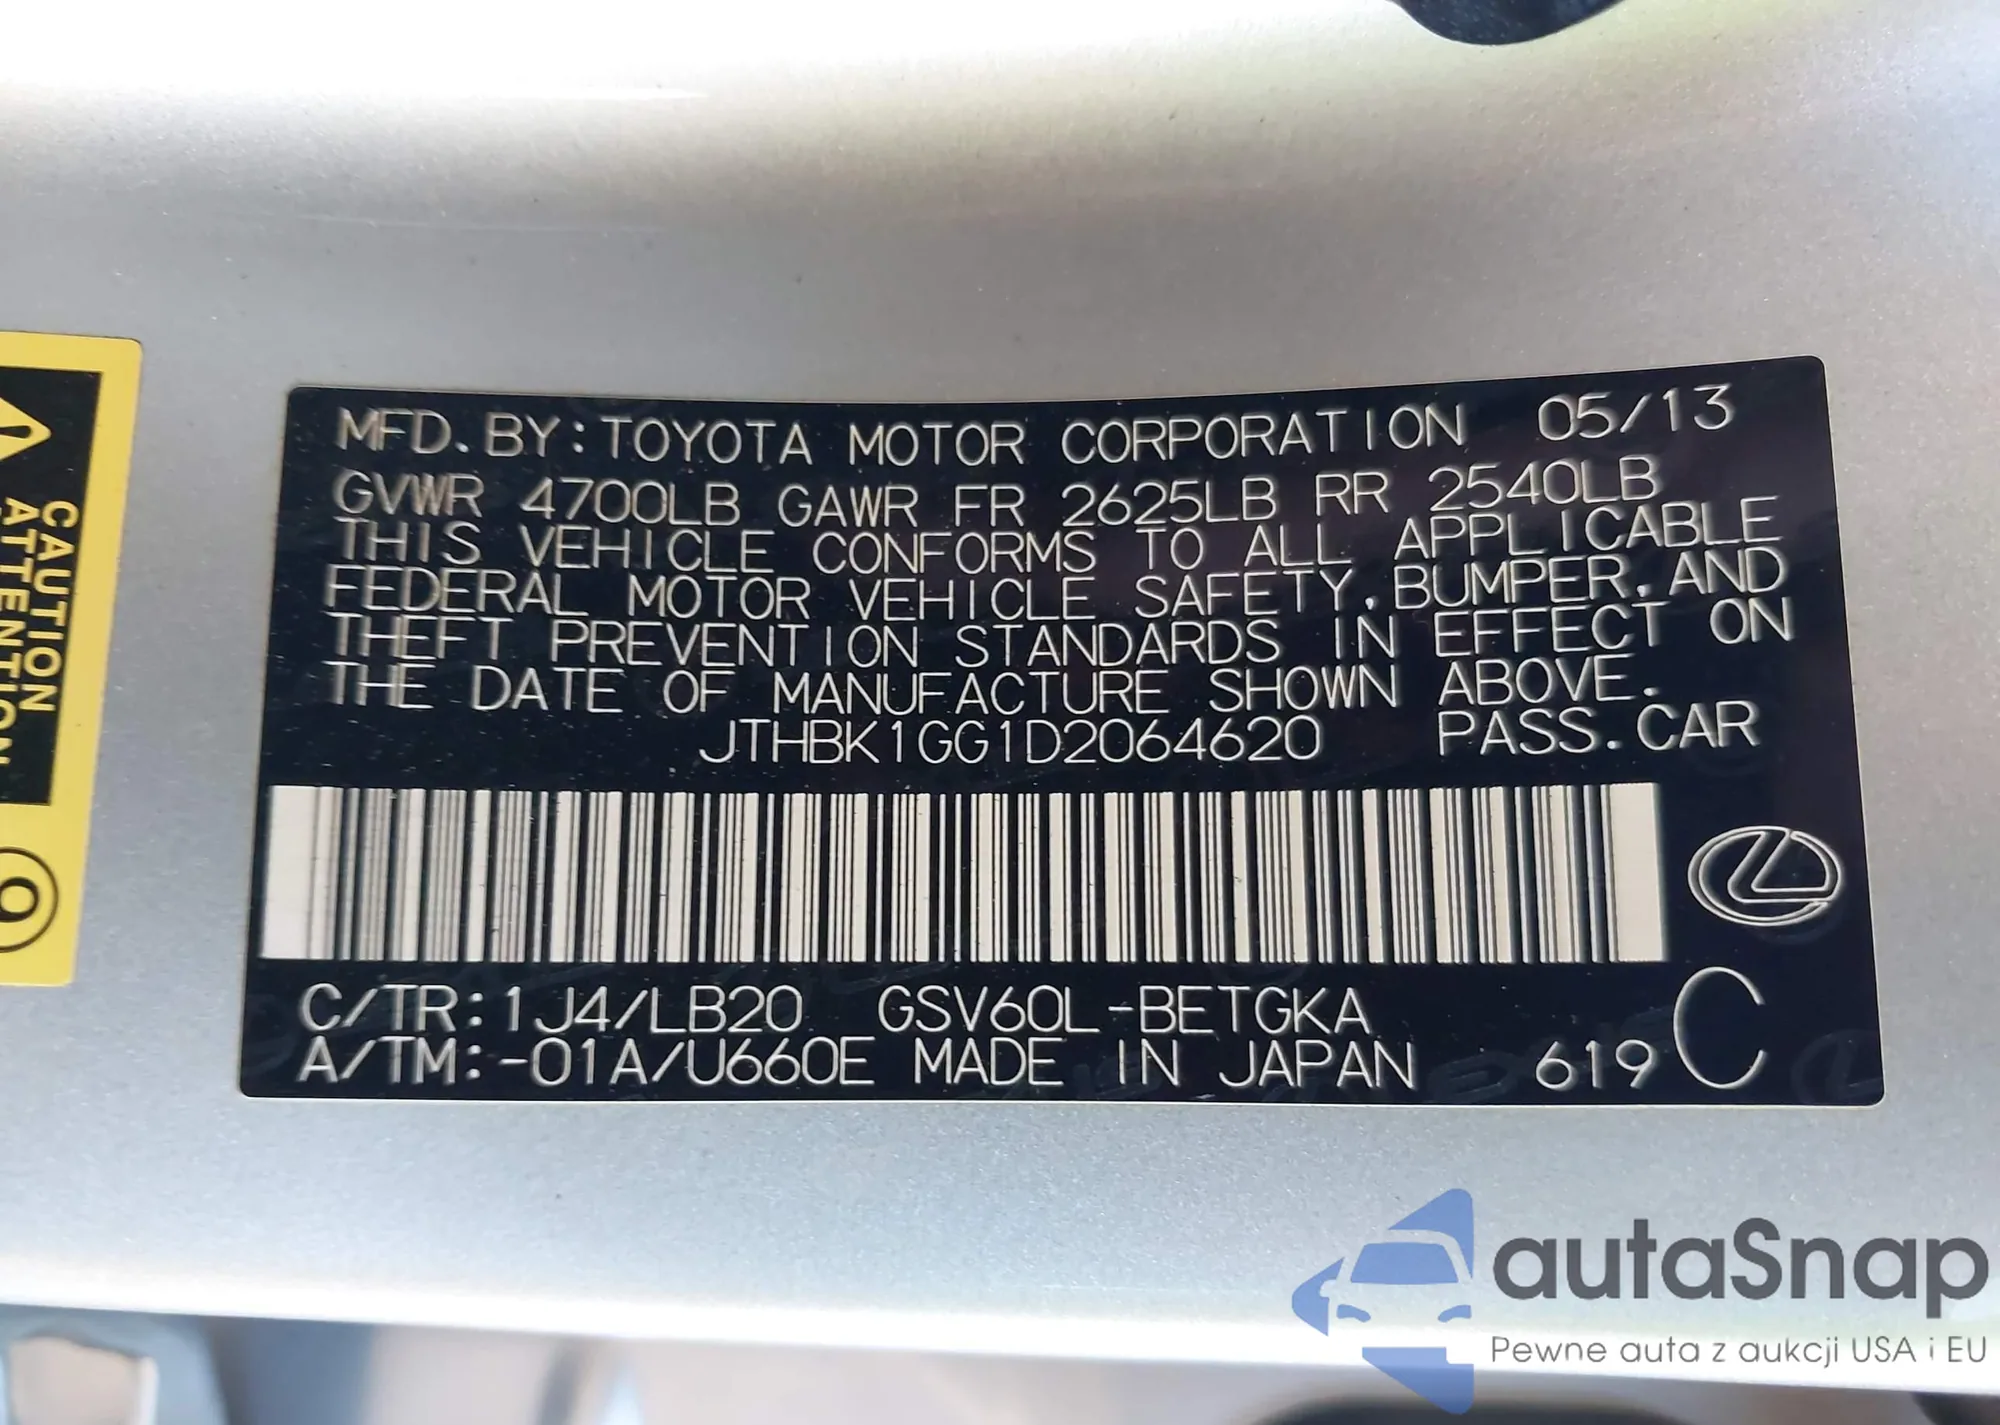 MFD.BY:TOYOTA MOTOR CORPORATION 05/13
GVWR 4700LB GAWR FR 2625LB RR 2540LB
THIS VEHICLE CONFORMS TO ALL APPLICABLE
FEDERAL MOTOR VEHICLE SAFETY,BUMPER,AND
THEFT PREVENTION STANDARDS IN EFFECT ON
THE DATE OF MANUFACTURE SHOWN ABOVE.
JTHBK1GG1D2064620 PASS.CAR
C/TR:1J4/LB20 GSV60L-BETGKA
A/TM:-01A/U660E MADE IN JAPAN 619 C
CAUTION
ATTENTION
autaSnap
Pewne auta z aukcji USA i EU